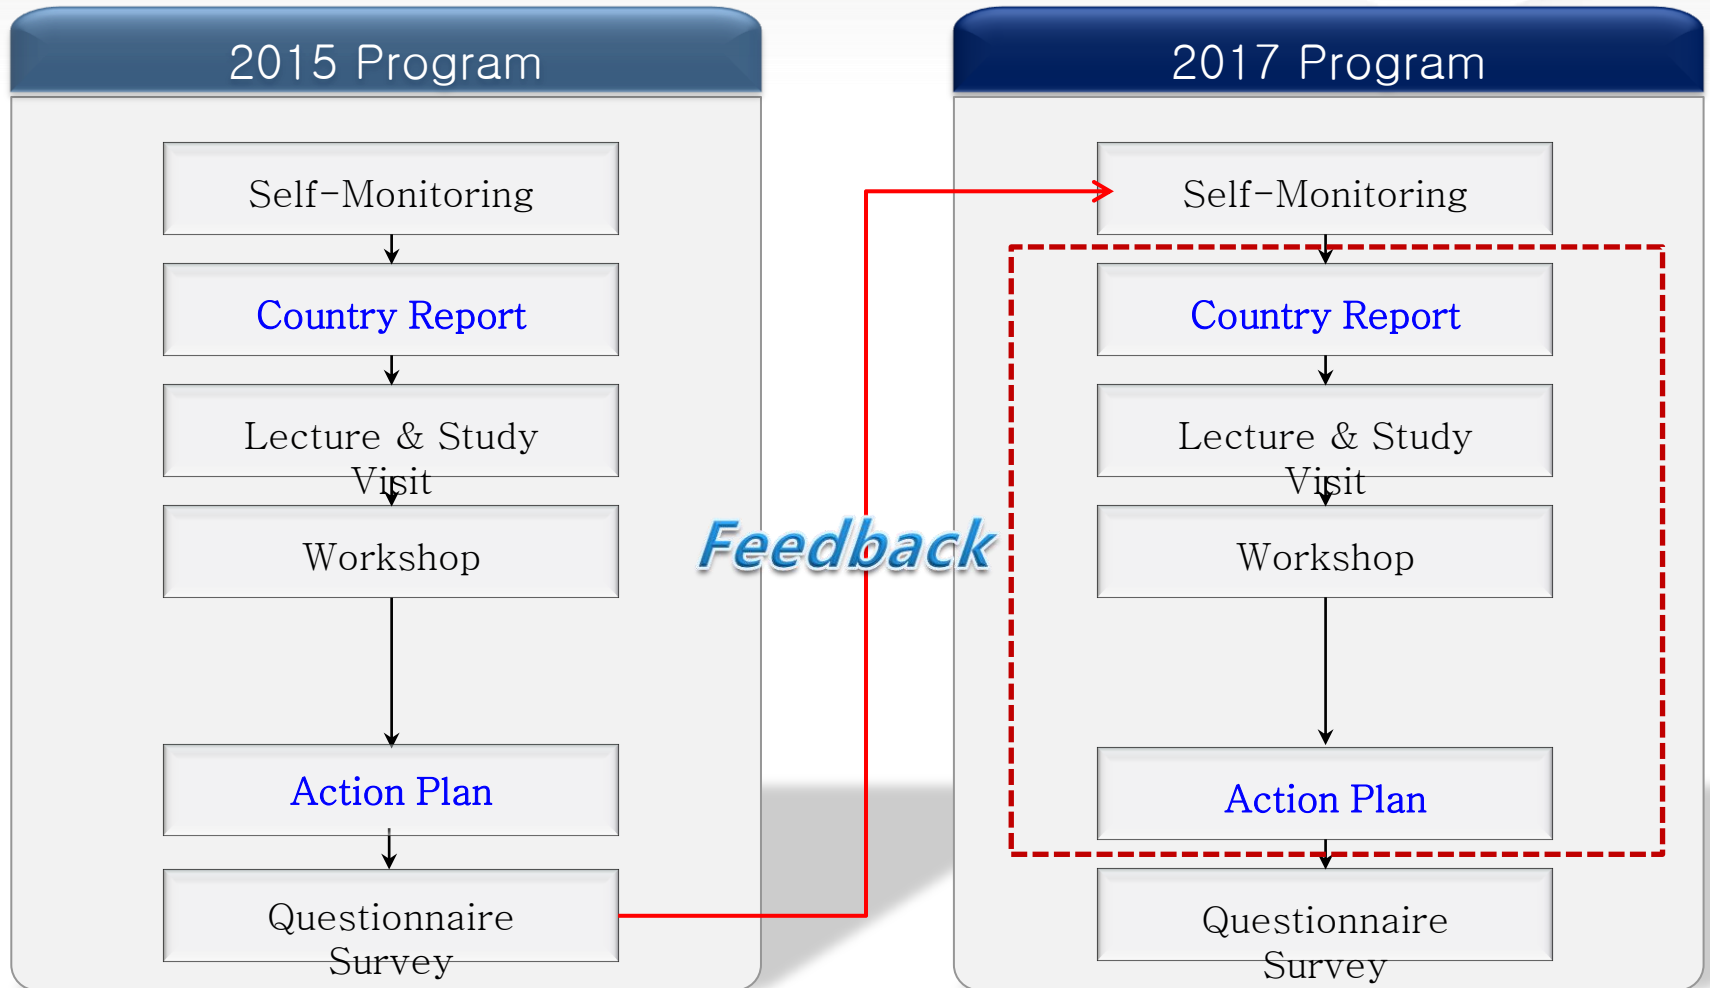 2015 Program
Self-Monitoring
Country Report
Lecture & Study
Visit
Workshop
Action Plan
Questionnaire
Survey
Feedback
2017 Program
Self-Monitoring
Country Report
Lecture & Study
Visit
Workshop
Action Plan
Questionnaire
Survey